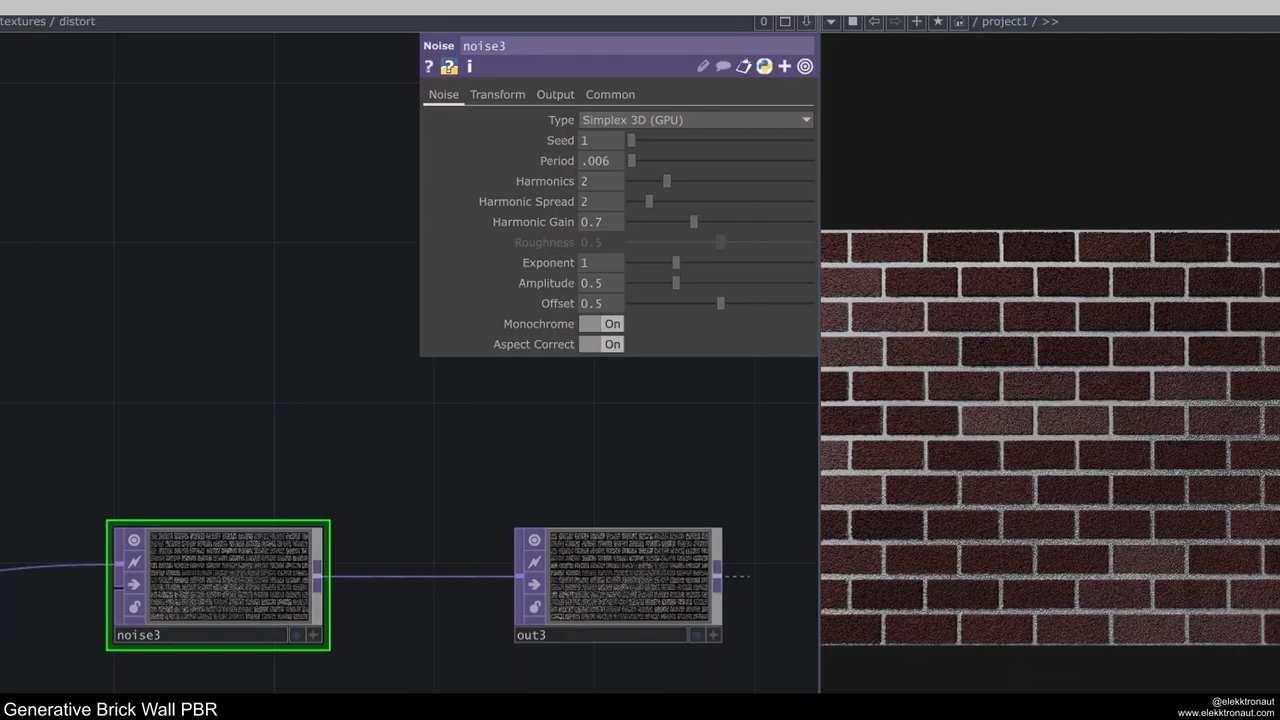 textures / distort
0
/ project1 / >>
Noise noise3
? ? i
Noise Transform Output Common
Type Simplex 3D (GPU)
Seed 1
Period .006
Harmonics 2
Harmonic Spread 2
Harmonic Gain 0.7
Roughness 0.5
Exponent 1
Amplitude 0.5
Offset 0.5
Monochrome On
Aspect Correct On
noise3
out3
Generative Brick Wall PBR
@elekktronaut
www.elekktronaut.com